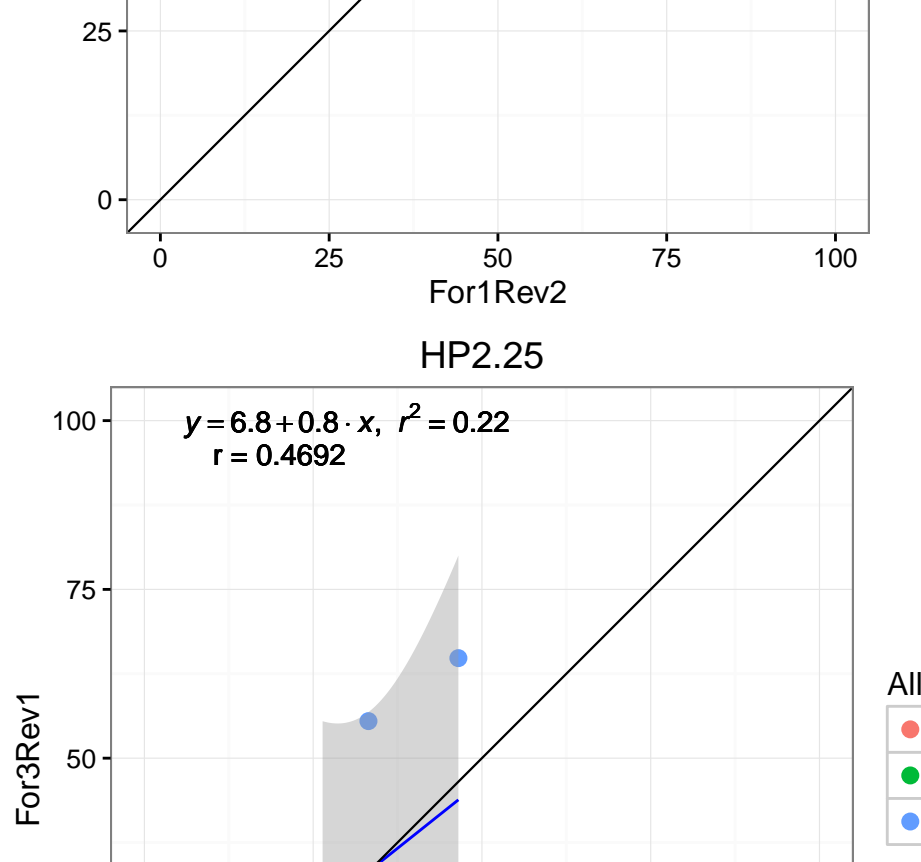 25
0
0 25 50 75 100
For1Rev2
HP2.25
100
y = 6.8 + 0.8 · x, r² = 0.22
r = 0.4692
75
For3Rev1
50
All